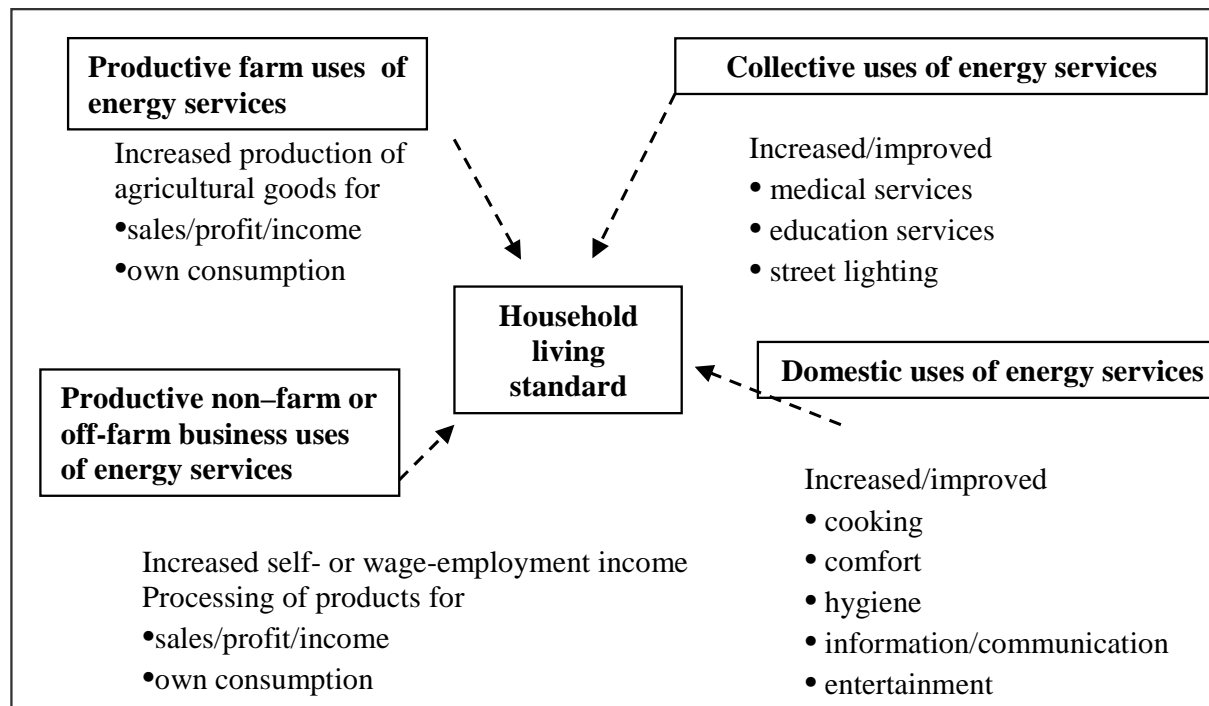 Productive farm uses  of
energy services
Increased production of
agricultural goods for
•sales/profit/income
•own consumption
Collective uses of energy services
Increased/improved
• medical services
• education services
• street lighting
Household
living
standard
Productive non–farm or
off-farm business uses
of energy services
Increased self- or wage-employment income
Processing of products for
•sales/profit/income
•own consumption
Domestic uses of energy services
Increased/improved
• cooking
• comfort
• hygiene
• information/communication
• entertainment